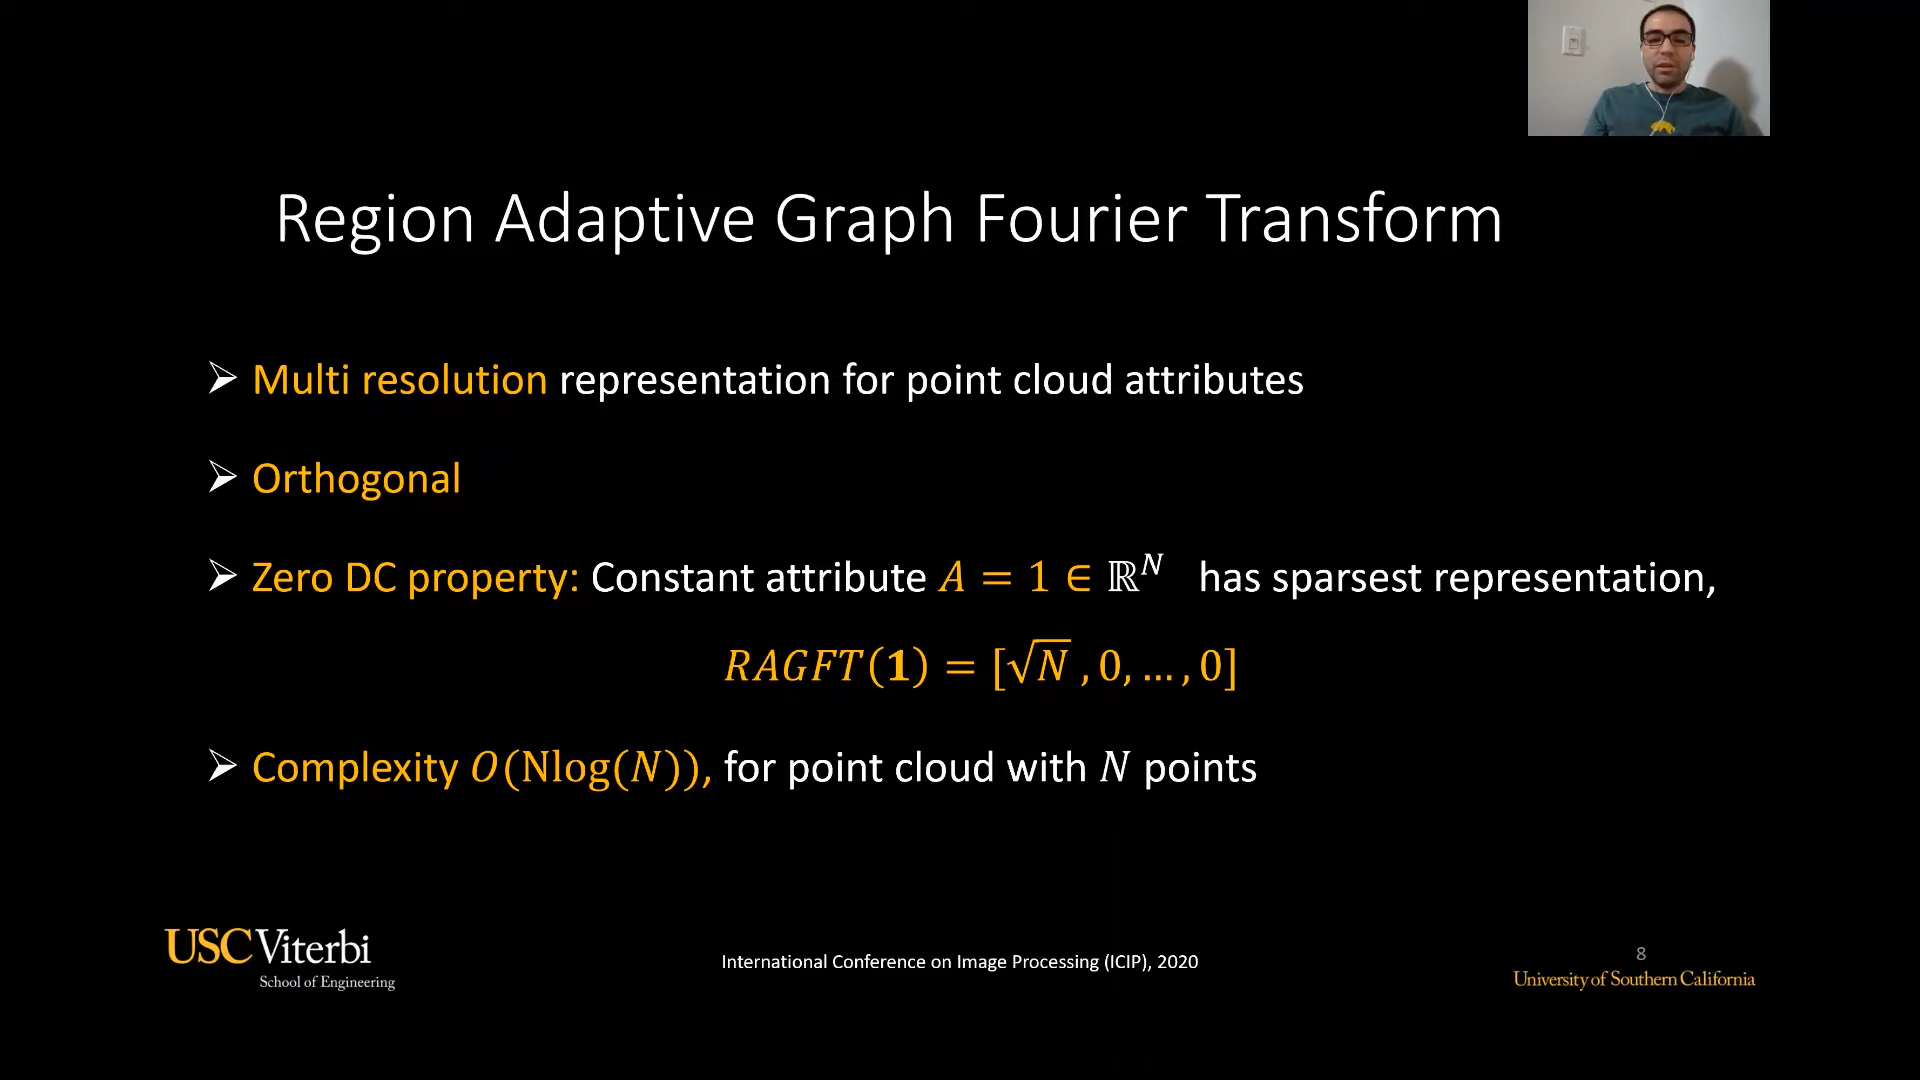 Region Adaptive Graph Fourier Transform
➢ Multi resolution representation for point cloud attributes
➢ Orthogonal
➢ Zero DC property: Constant attribute A = 1 ∈ ℝ^N has sparsest representation,
RAGFT(𝟏) = [√N , 0, … , 0]
➢ Complexity O(Nlog(N)), for point cloud with N points
USC Viterbi
School of Engineering
International Conference on Image Processing (ICIP), 2020
8
University of Southern California